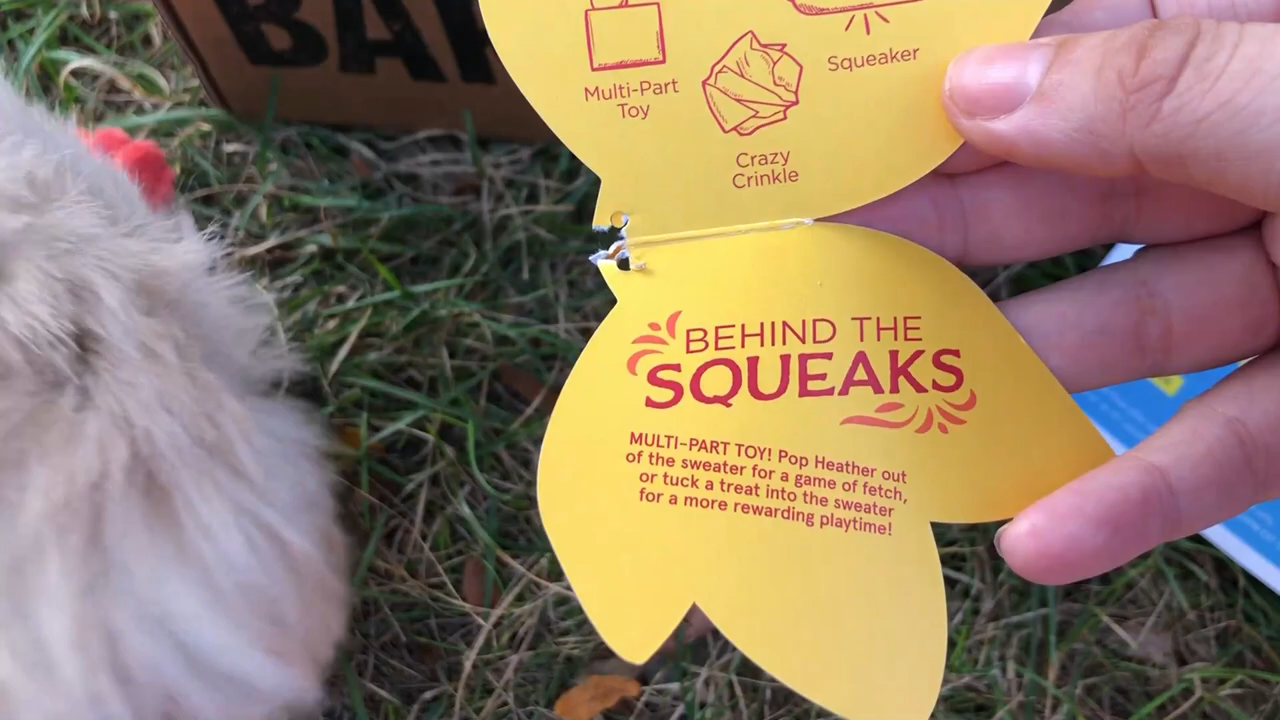 BAR
Squeaker
Multi-Part
Toy
Crazy
Crinkle
BEHIND THE
SQUEAKS
MULTI-PART TOY! Pop Heather out
of the sweater for a game of fetch,
or tuck a treat into the sweater
for a more rewarding playtime!